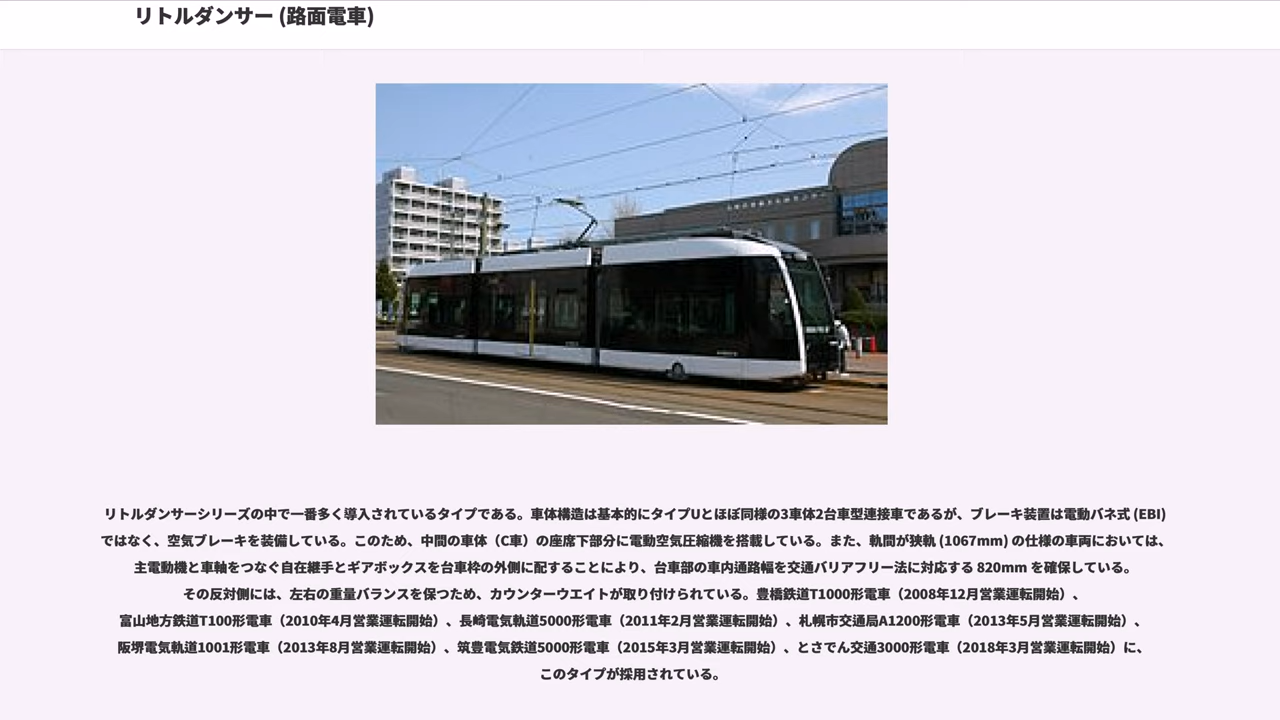 リトルダンサー (路面電車)
リトルダンサーシリーズの中で一番多く導入されているタイプである。車体構造は基本的にタイプUとほぼ同様の3車体2台車型連接車であるが、ブレーキ装置は電動バネ式 (EBI)
ではなく、空気ブレーキを装備している。このため、中間の車体（C車）の座席下部分に電動空気圧縮機を搭載している。また、軌間が狭軌 (1067mm) の仕様の車両においては、
主電動機と車軸をつなぐ自在継手とギアボックスを台車枠の外側に配することにより、台車部の車内通路幅を交通バリアフリー法に対応する 820mm を確保している。
その反対側には、左右の重量バランスを保つため、カウンターウエイトが取り付けられている。豊橋鉄道T1000形電車（2008年12月営業運転開始）、
富山地方鉄道T100形電車（2010年4月営業運転開始）、長崎電気軌道5000形電車（2011年2月営業運転開始）、札幌市交通局A1200形電車（2013年5月営業運転開始）、
阪堺電気軌道1001形電車（2013年8月営業運転開始）、筑豊電気鉄道5000形電車（2015年3月営業運転開始）、とさでん交通3000形電車（2018年3月営業運転開始）に、
このタイプが採用されている。